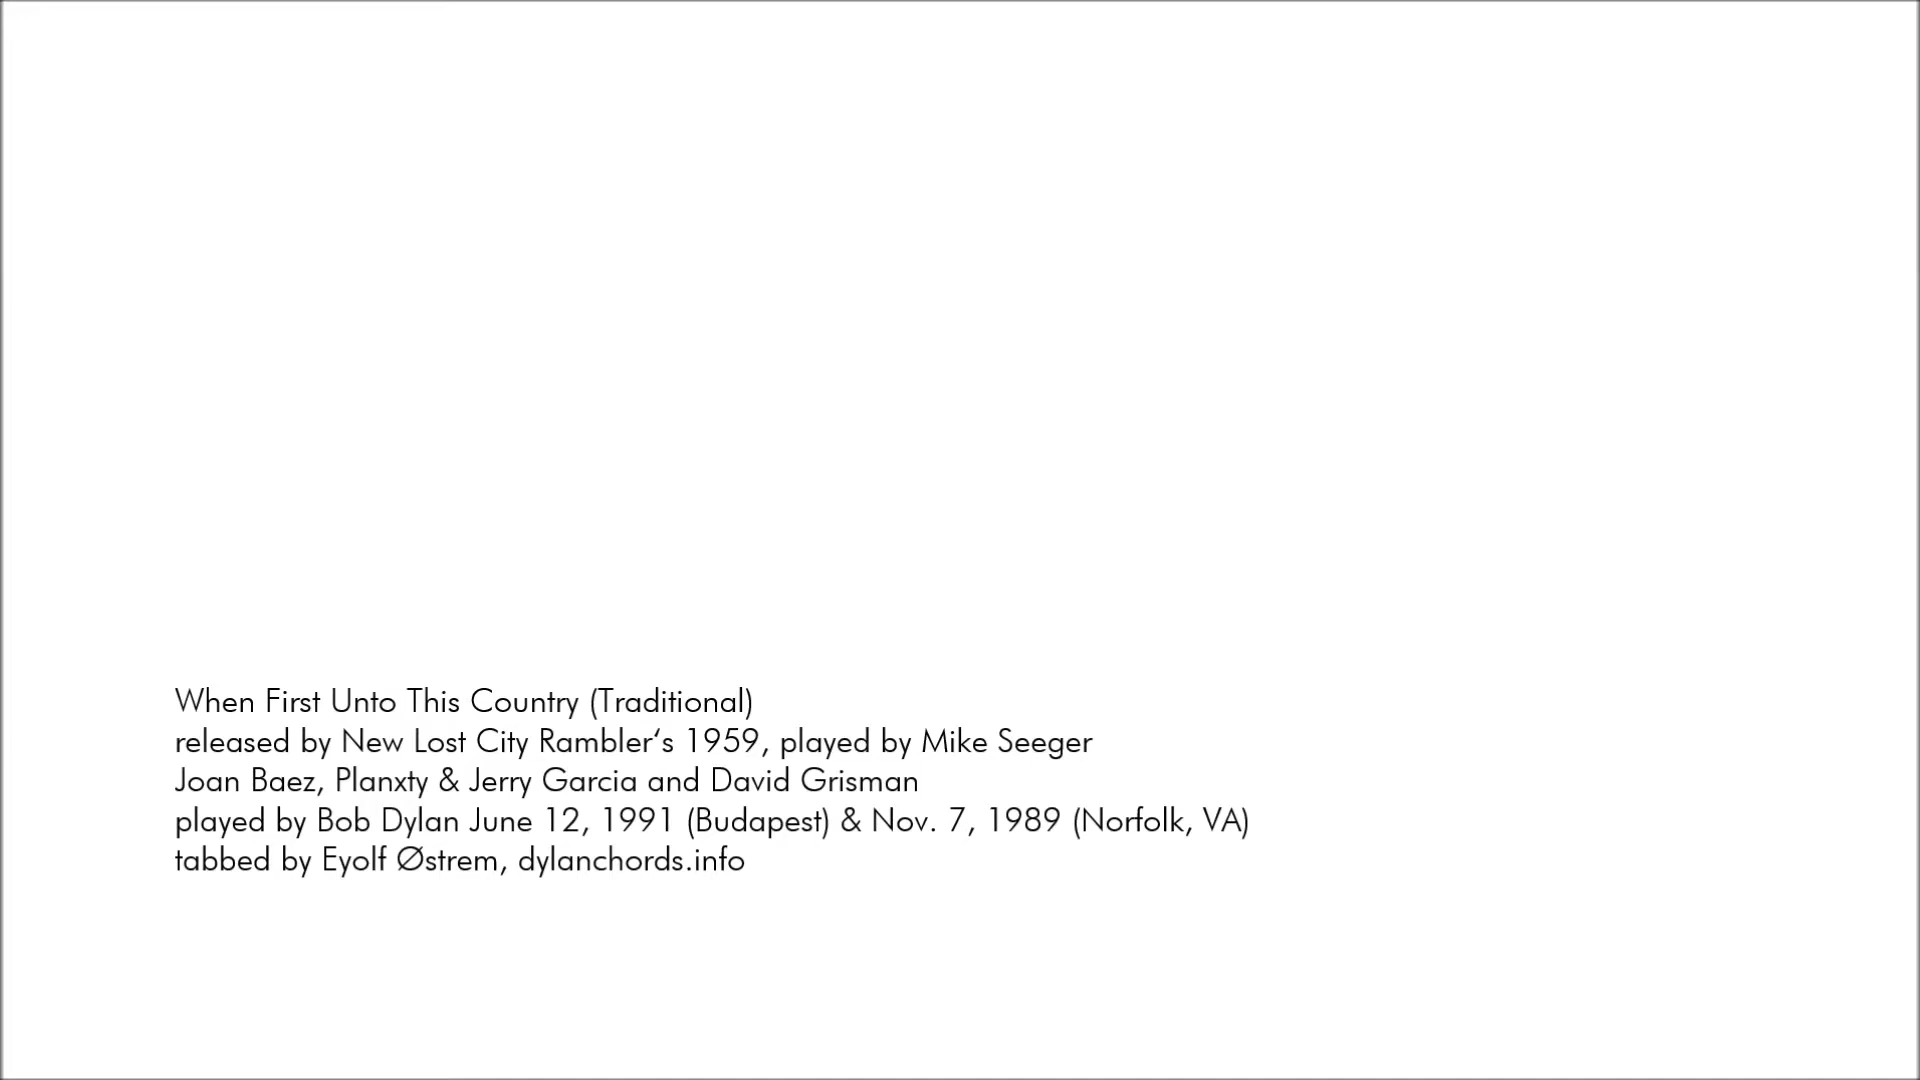 When First Unto This Country (Traditional)
released by New Lost City Rambler‘s 1959, played by Mike Seeger
Joan Baez, Planxty & Jerry Garcia and David Grisman
played by Bob Dylan June 12, 1991 (Budapest) & Nov. 7, 1989 (Norfolk, VA)
tabbed by Eyolf Østrem, dylanchords.info